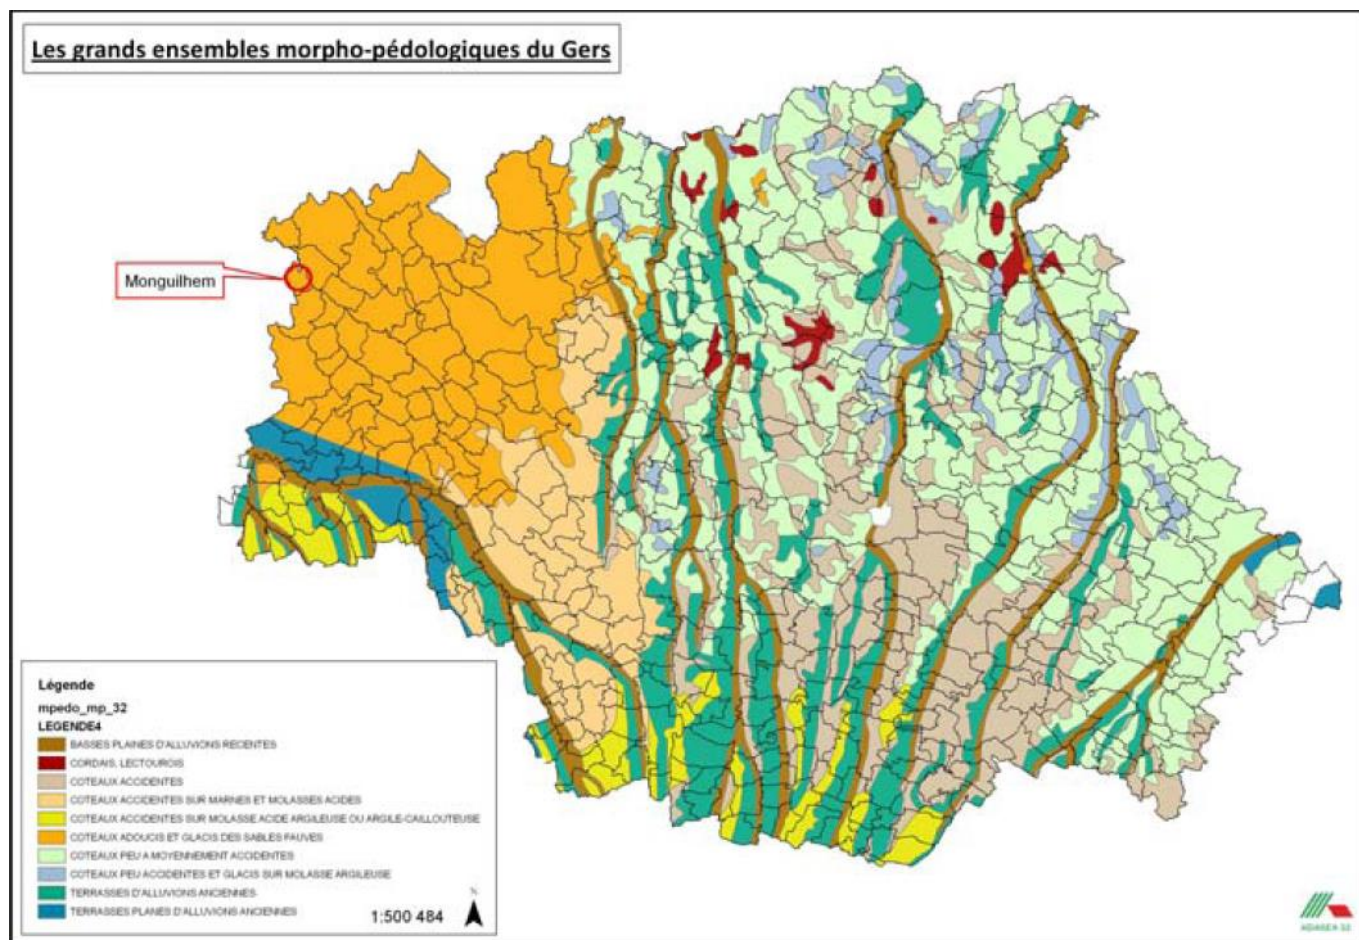 Les grands ensembles morpho-pédologiques du Gers
Monguilhem
Légende
mpedo_mp_32
LEGENDE4
BASSES PLAINES D'ALLUVIONS RECENTES
CORDAIS, LECTOUROIS
COTEAUX ACCIDENTES
COTEAUX ACCIDENTES SUR MARNES ET MOLASSES ACIDES
COTEAUX ACCIDENTES SUR MOLASSE ACIDE ARGILEUSE OU ARGILE-CAILLOUTEUSE
COTEAUX ADOUCIS ET GLACIS DES SABLES FAUVES
COTEAUX PEU A MOYENNEMENT ACCIDENTES
COTEAUX PEU ACCIDENTES ET GLACIS SUR MOLASSE ARGILEUSE
TERRASSES D'ALLUVIONS ANCIENNES
TERRASSES PLANES D'ALLUVIONS ANCIENNES
1:500 484
ADASEA 32